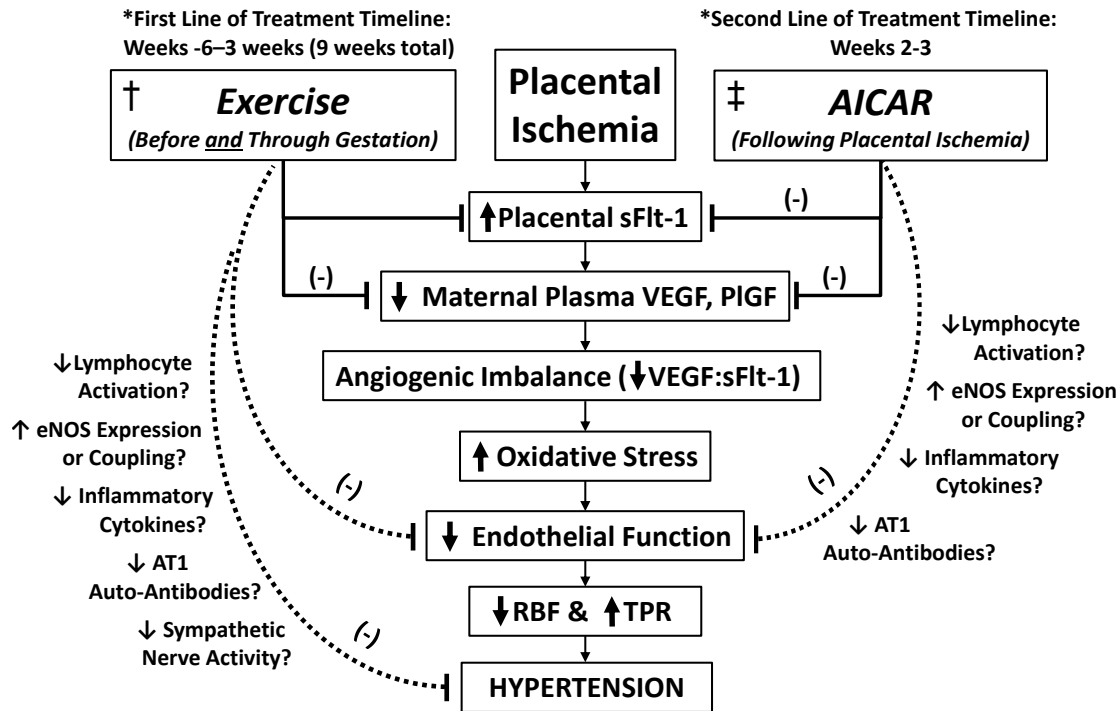 *First Line of Treatment Timeline:
Weeks -6–3 weeks (9 weeks total)
*Second Line of Treatment Timeline:
Weeks 2-3
† Exercise
(Before and Through Gestation)
Placental
Ischemia
‡ AICAR
(Following Placental Ischemia)
(-)
↑Placental sFlt-1
(-)
↓ Maternal Plasma VEGF, PlGF
(-)
Angiogenic Imbalance (↓VEGF:sFlt-1)
↑ Oxidative Stress
↓ Endothelial Function
↓RBF & ↑TPR
HYPERTENSION
↓Lymphocyte
Activation?
↑ eNOS Expression
or Coupling?
↓ Inflammatory
Cytokines?
↓ AT1
Auto-Antibodies?
↓ Sympathetic
Nerve Activity?
(-)
(-)
↓Lymphocyte
Activation?
↑ eNOS Expression
or Coupling?
↓ Inflammatory
Cytokines?
↓ AT1
Auto-Antibodies?
(-)